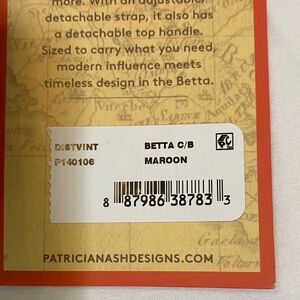 more. With an adjustable,
detachable strap, it also has
a detachable top handle.
Sized to carry what you need,
modern influence meets
timeless design in the Betta.
DISTVINT BETTA C/B
P140106 MAROON
8 87986 38783 3
PATRICIANASHDESIGNS.COM